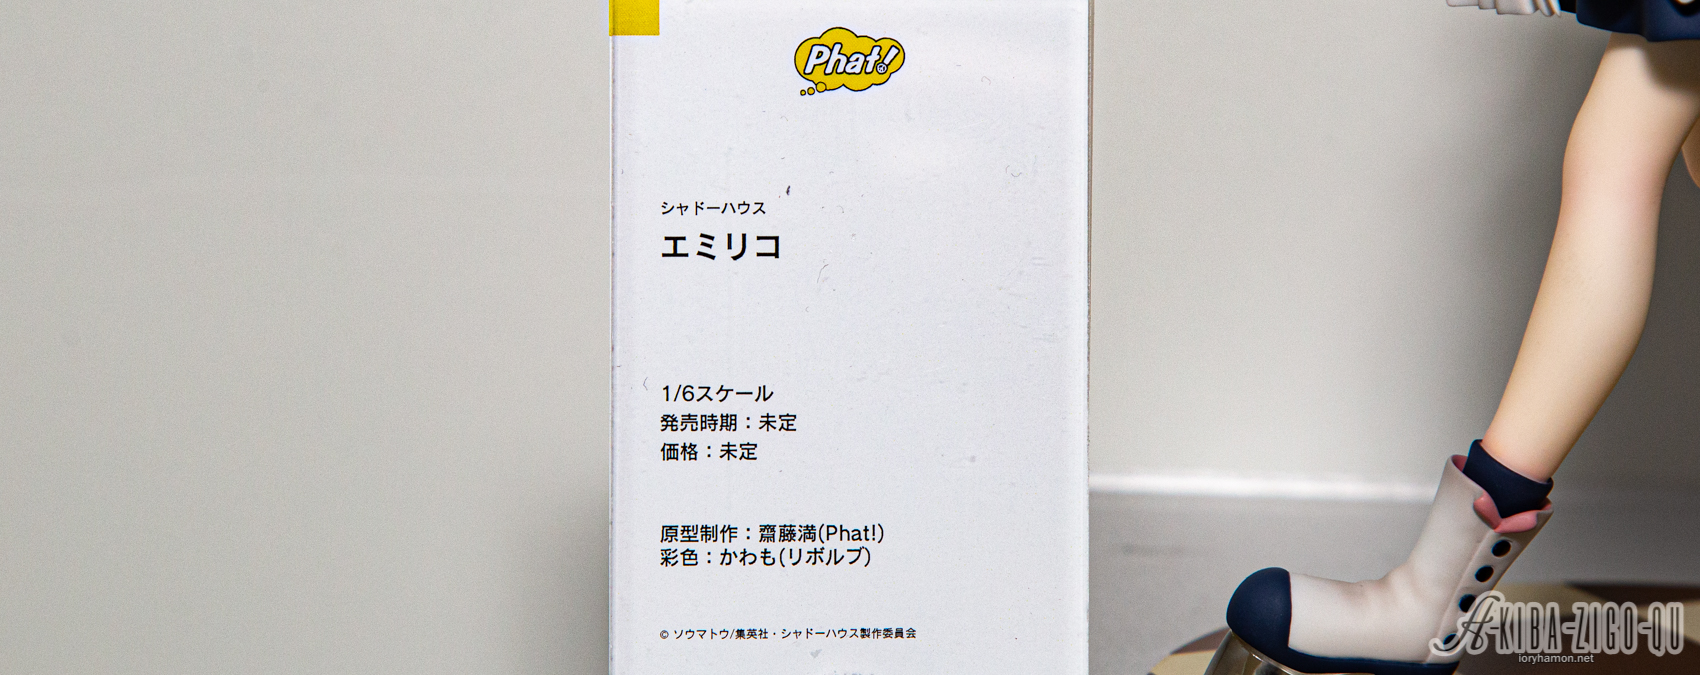 Phat!
シャドーハウス
エミリコ
1/6スケール
発売時期：未定
価格：未定
原型制作：齋藤満(Phat!)
彩色：かわも(リボルブ)
© ソウマトウ/集英社・シャドーハウス製作委員会
A-KIBA-ZIGO-QU
ioryhamon.net